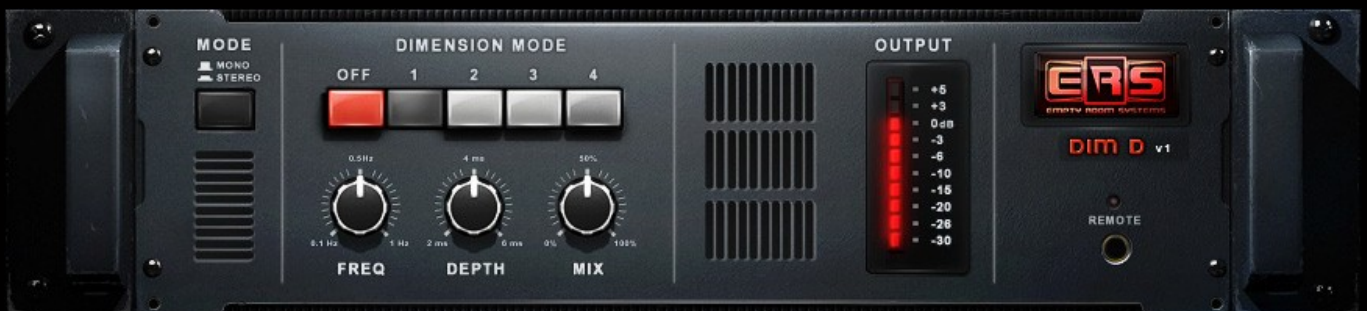 MODE
MONO
STEREO
DIMENSION MODE
OFF 1 2 3 4
0.5Hz
0.1 Hz 1 Hz
FREQ
4 ms
2 ms 6 ms
DEPTH
50%
0% 100%
MIX
OUTPUT
+5
+3
0dB
-3
-6
-10
-15
-20
-26
-30
ERS
EMPTY ROOM SYSTEMS
DIM D v1
REMOTE